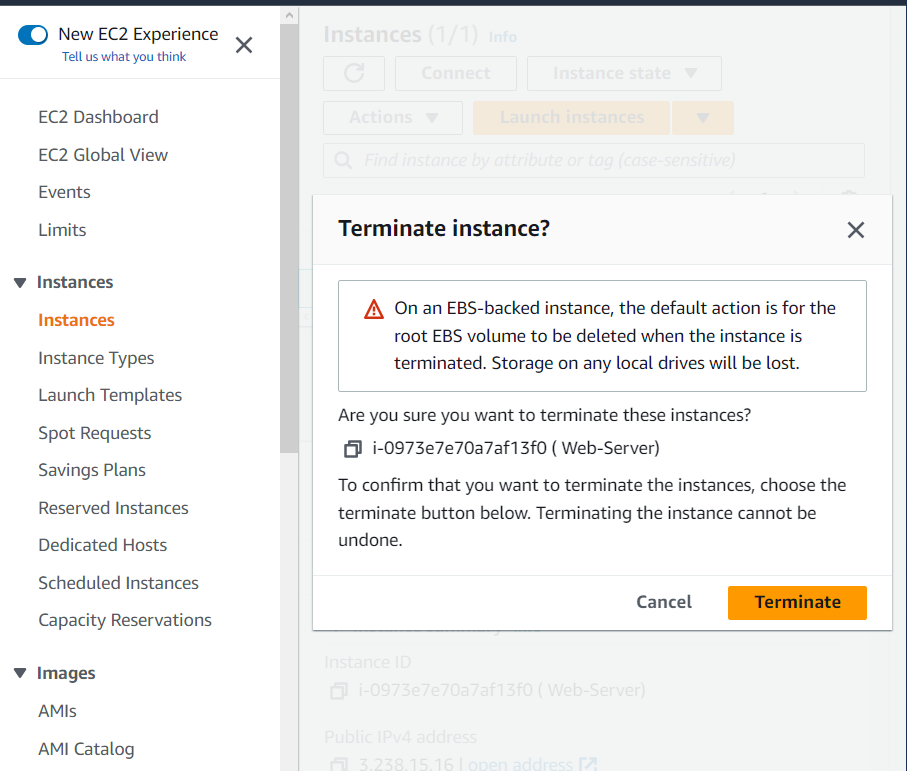 New EC2 Experience
Tell us what you think
EC2 Dashboard
EC2 Global View
Events
Limits
Instances
Instances
Instance Types
Launch Templates
Spot Requests
Savings Plans
Reserved Instances
Dedicated Hosts
Scheduled Instances
Capacity Reservations
Images
AMIs
AMI Catalog
Instances (1/1) Info
Connect
Instance state
Actions
Launch instances
Find instance by attribute or tag (case-sensitive)
Terminate instance?
On an EBS-backed instance, the default action is for the
root EBS volume to be deleted when the instance is
terminated. Storage on any local drives will be lost.
Are you sure you want to terminate these instances?
i-0973e7e70a7af13f0 ( Web-Server)
To confirm that you want to terminate the instances, choose the
terminate button below. Terminating the instance cannot be
undone.
Cancel
Terminate
Instance ID
i-0973e7e70a7af13f0 ( Web-Server)
Public IPv4 address
3.238.15.16 | open address